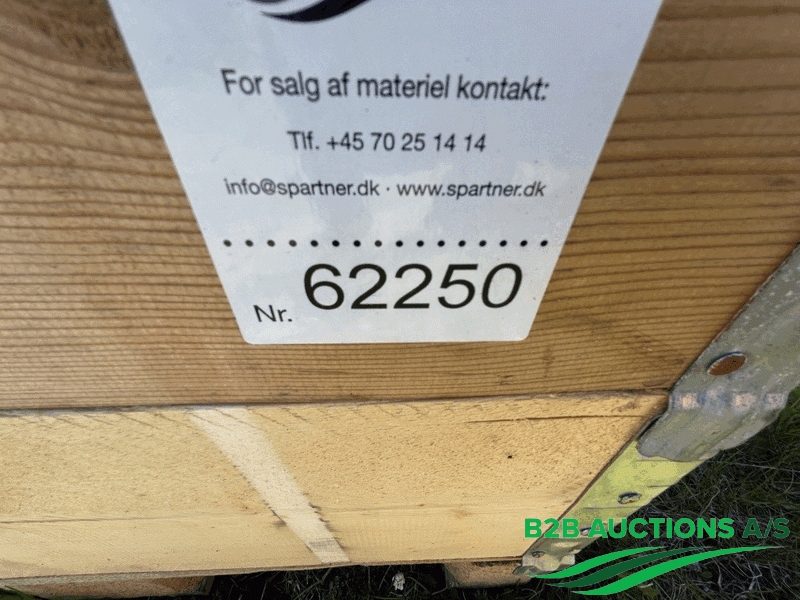 For salg af materiel kontakt:
Tlf. +45 70 25 14 14
info@spartner.dk · www.spartner.dk
Nr. 62250
B2B AUCTIONS A/S